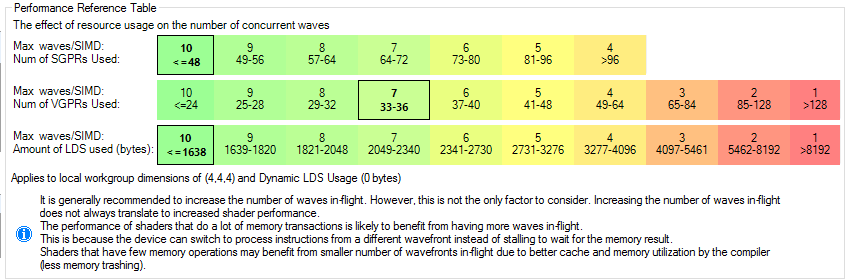 Performance Reference Table
The effect of resource usage on the number of concurrent waves
Max waves/SIMD: 10 9 8 7 6 5 4
Num of SGPRs Used: <=48 49-56 57-64 64-72 73-80 81-96 >96
Max waves/SIMD: 10 9 8 7 6 5 4 3 2 1
Num of VGPRs Used: <=24 25-28 29-32 33-36 37-40 41-48 49-64 65-84 85-128 >128
Max waves/SIMD: 10 9 8 7 6 5 4 3 2 1
Amount of LDS used (bytes): <=1638 1639-1820 1821-2048 2049-2340 2341-2730 2731-3276 3277-4096 4097-5461 5462-8192 >8192
Applies to local workgroup dimensions of (4,4,4) and Dynamic LDS Usage (0 bytes)
It is generally recommended to increase the number of waves in-flight. However, this is not the only factor to consider. Increasing the number of waves in-flight
does not always translate to increased shader performance.
The performance of shaders that do a lot of memory transactions is likely to benefit from having more waves in-flight.
This is because the device can switch to process instructions from a different wavefront instead of stalling to wait for the memory result.
Shaders that have few memory operations may benefit from smaller number of wavefronts in-flight due to better cache and memory utilization by the compiler
(less memory trashing).